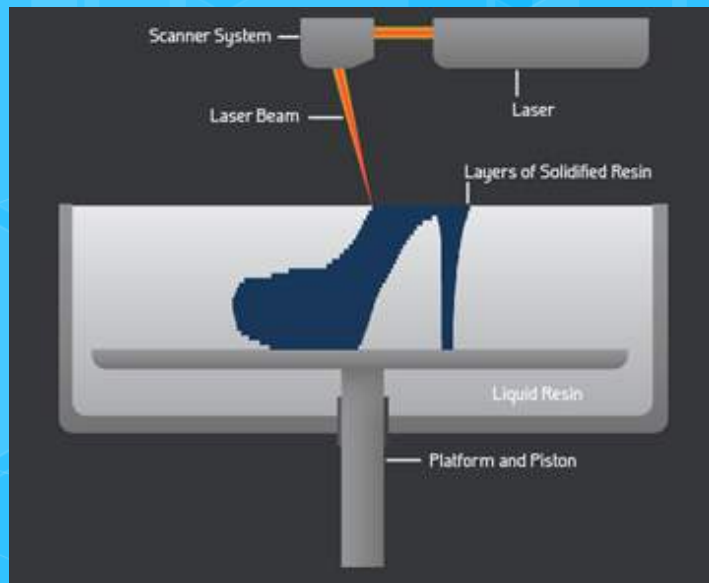 Scanner System
Laser
Laser Beam
Layers of Solidified Resin
Liquid Resin
Platform and Piston